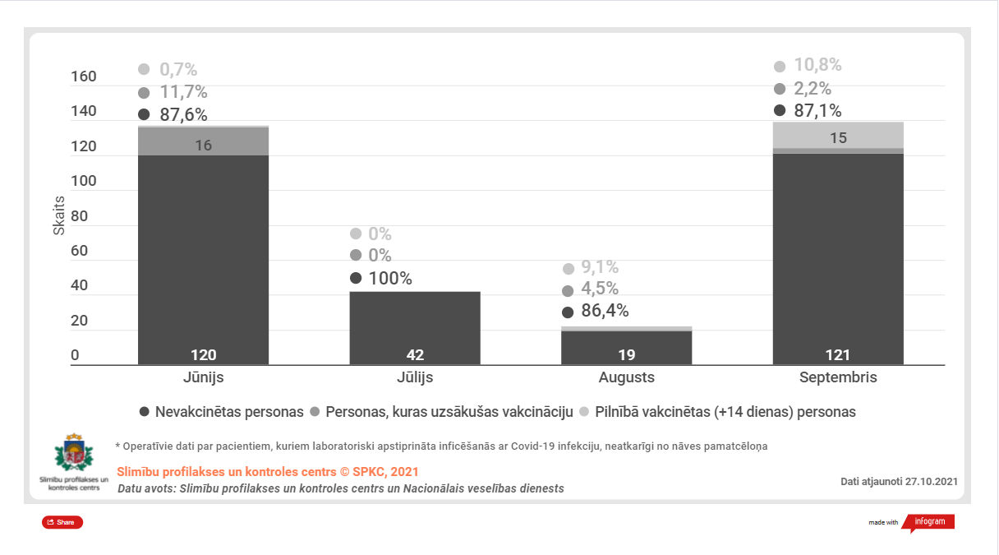 0,7%
11,7%
87,6%
10,8%
2,2%
87,1%
160
140
120
100
80
60
40
20
0
Skaits
16
15
0%
0%
100%
9,1%
4,5%
86,4%
120
42
19
121
Jūnijs
Jūlijs
Augusts
Septembris
Nevakcinētas personas Personas, kuras uzsākušas vakcināciju Pilnībā vakcinētas (+14 dienas) personas
* Operatīvie dati par pacientiem, kuriem laboratoriski apstiprināta inficēšanās ar Covid-19 infekciju, neatkarīgi no nāves pamatcēloņa
Slimību profilakses un
kontroles centrs
Slimību profilakses un kontroles centrs © SPKC, 2021
Datu avots: Slimību profilakses un kontroles centrs un Nacionālais veselības dienests
Dati atjaunoti 27.10.2021
Share
made with infogram